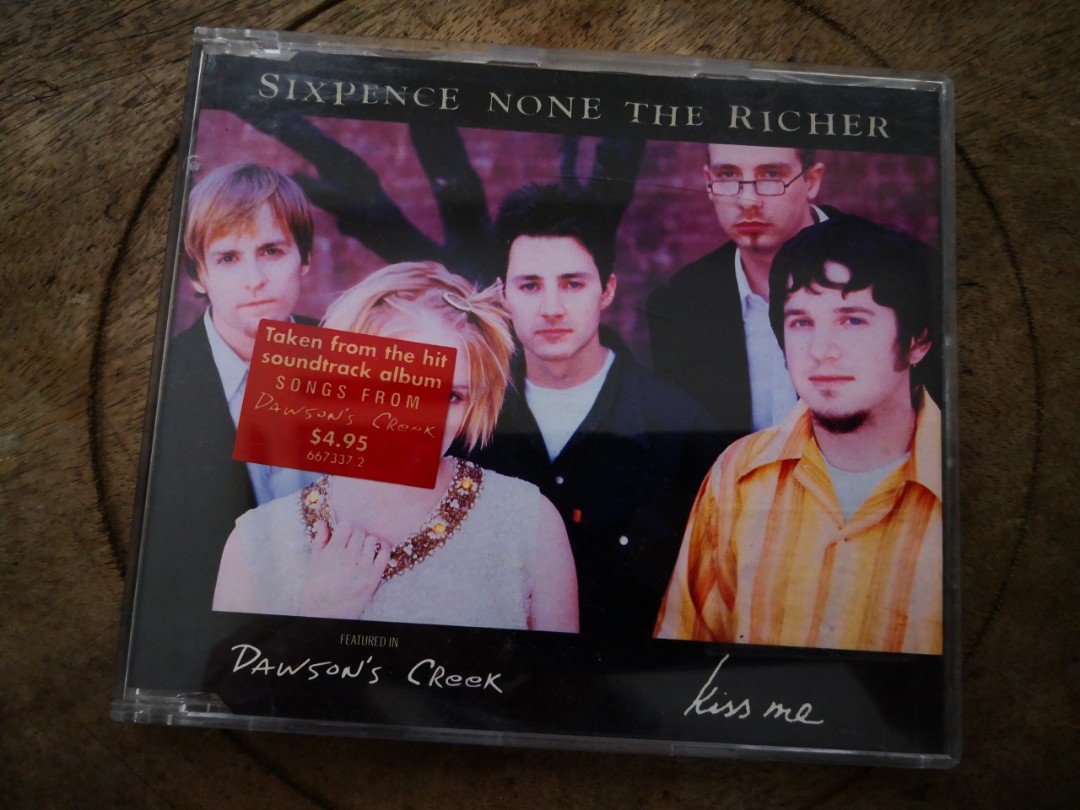 SIXPENCE NONE THE RICHER
Taken from the hit
soundtrack album
SONGS FROM
DAWSON'S CREEK
$4.95
667337 2
FEATURED IN
DAWSON'S CREEK
kiss me